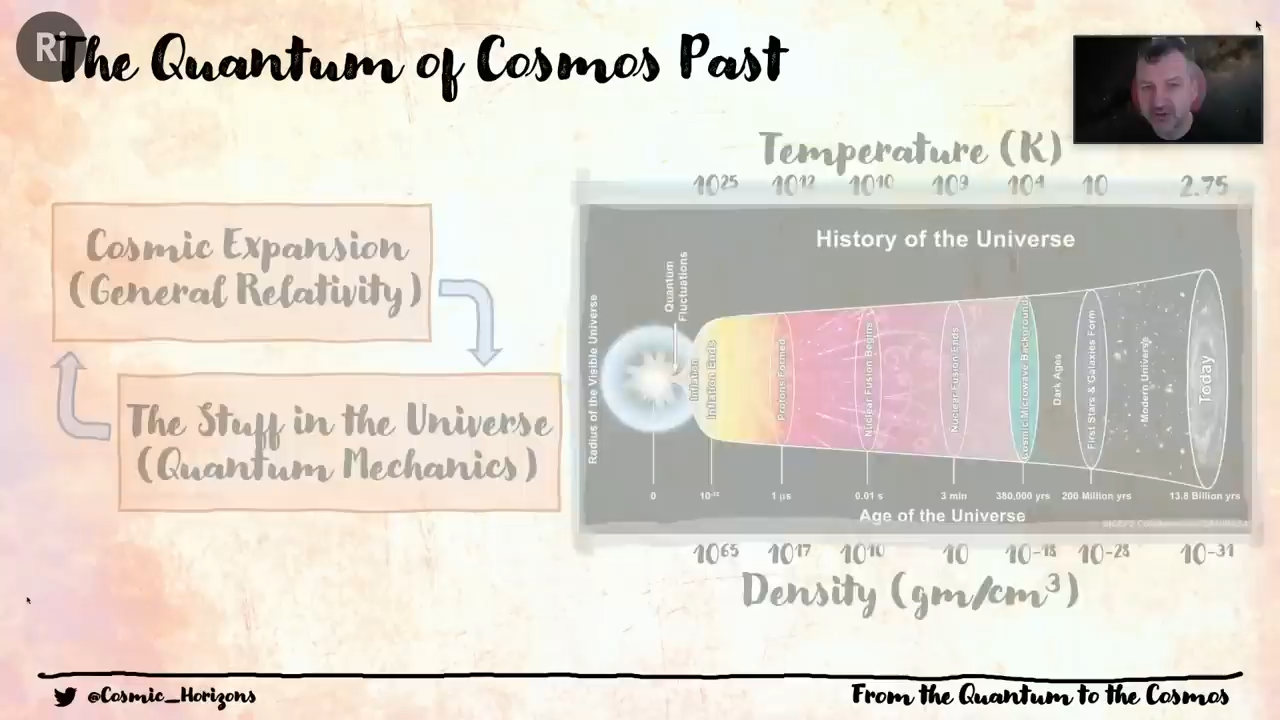 Ri
The Quantum of Cosmos Past
Temperature (K)
10²⁵ 10¹² 10¹⁰ 10⁹ 10⁴ 10 2.75
Cosmic Expansion
(General Relativity)
The Stuff in the Universe
(Quantum Mechanics)
History of the Universe
Radius of the Visible Universe
Quantum
Fluctuations
Inflation
Inflation Ends
Protons Formed
Nuclear Fusion Begins
Nuclear Fusion Ends
Cosmic Microwave Background
Dark Ages
First Stars & Galaxies Form
Modern Universe
Today
0 10⁻³² 1 µs 0.01 s 3 min 380,000 yrs 200 Million yrs 13.8 Billion yrs
Age of the Universe
10⁶⁵ 10¹⁷ 10¹⁰ 10 10⁻¹⁸ 10⁻²⁸ 10⁻³¹
Density (gm/cm³)
@Cosmic_Horizons
From the Quantum to the Cosmos